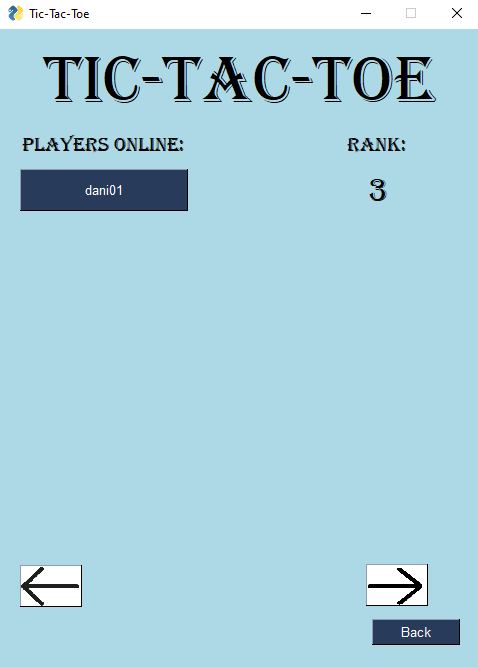 Tic-Tac-Toe
TIC-TAC-TOE
PLAYERS ONLINE: RANK:
dani01 3
Back